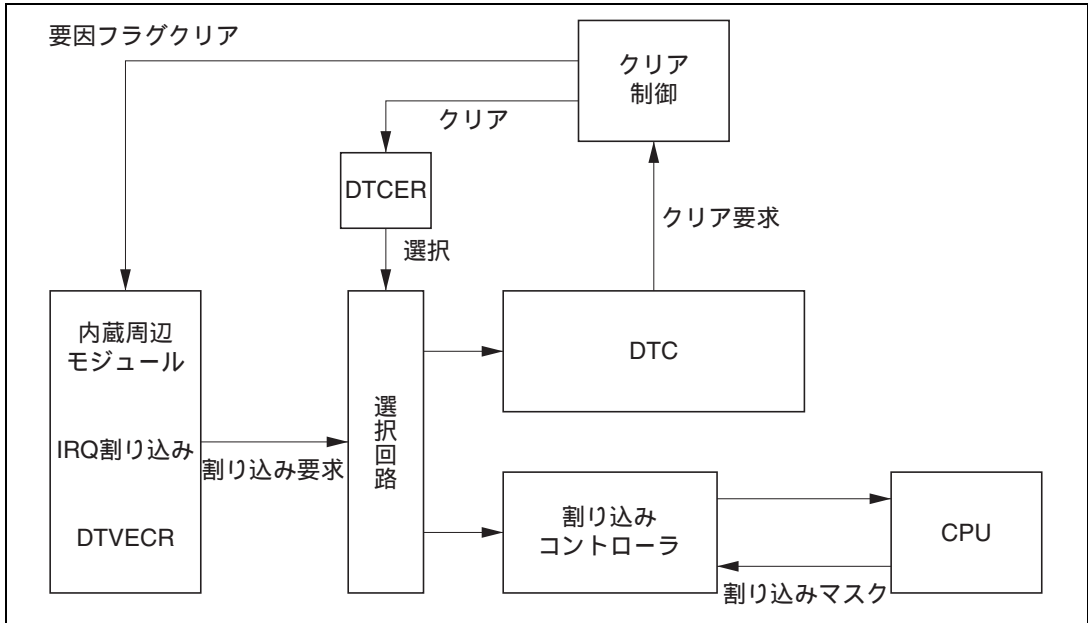 要因フラグクリア
クリア
制御
クリア
DTCER
クリア要求
選択
内蔵周辺
モジュール
DTC
選択回路
IRQ割り込み
割り込み要求
割り込み
コントローラ
CPU
DTVECR
割り込みマスク